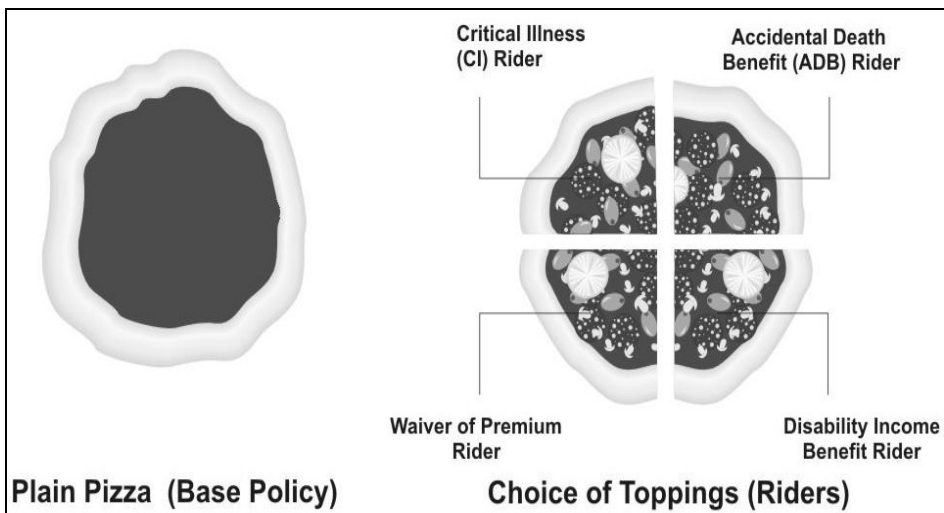 Critical Illness
(CI) Rider
Accidental Death
Benefit (ADB) Rider
Waiver of Premium
Rider
Disability Income
Benefit Rider
Plain Pizza (Base Policy)
Choice of Toppings (Riders)